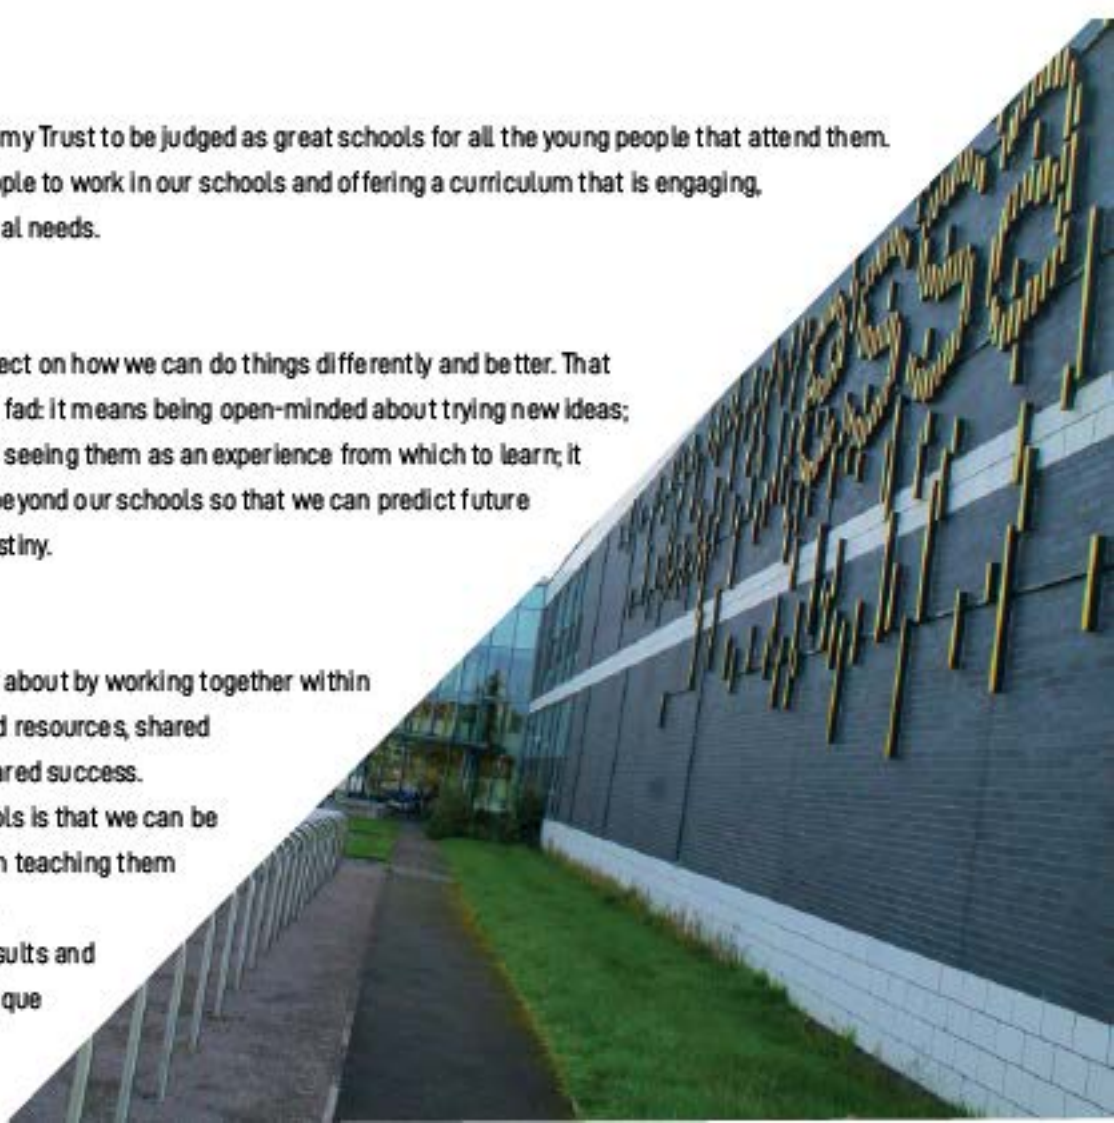 my Trust to be judged as great schools for all the young people that attend them.
ple to work in our schools and offering a curriculum that is engaging,
al needs.
ect on how we can do things differently and better. That
fad: it means being open-minded about trying new ideas;
seeing them as an experience from which to learn; it
beyond our schools so that we can predict future
stiny.
about by working together within
d resources, shared
ared success.
ols is that we can be
n teaching them
sults and
que